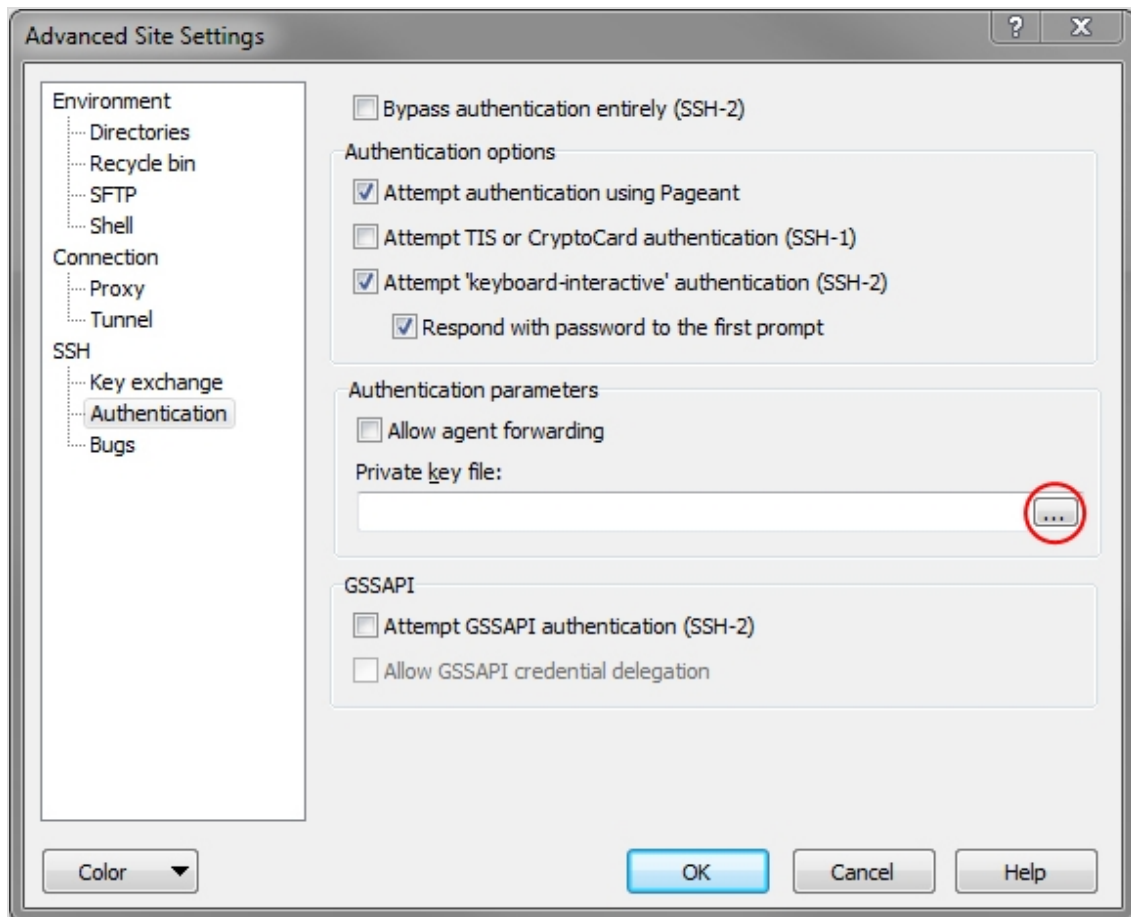 Advanced Site Settings
?
X
Environment
Directories
Recycle bin
SFTP
Shell
Connection
Proxy
Tunnel
SSH
Key exchange
Authentication
Bugs
Bypass authentication entirely (SSH-2)
Authentication options
Attempt authentication using Pageant
Attempt TIS or CryptoCard authentication (SSH-1)
Attempt 'keyboard-interactive' authentication (SSH-2)
Respond with password to the first prompt
Authentication parameters
Allow agent forwarding
Private key file:
...
GSSAPI
Attempt GSSAPI authentication (SSH-2)
Allow GSSAPI credential delegation
Color
OK
Cancel
Help